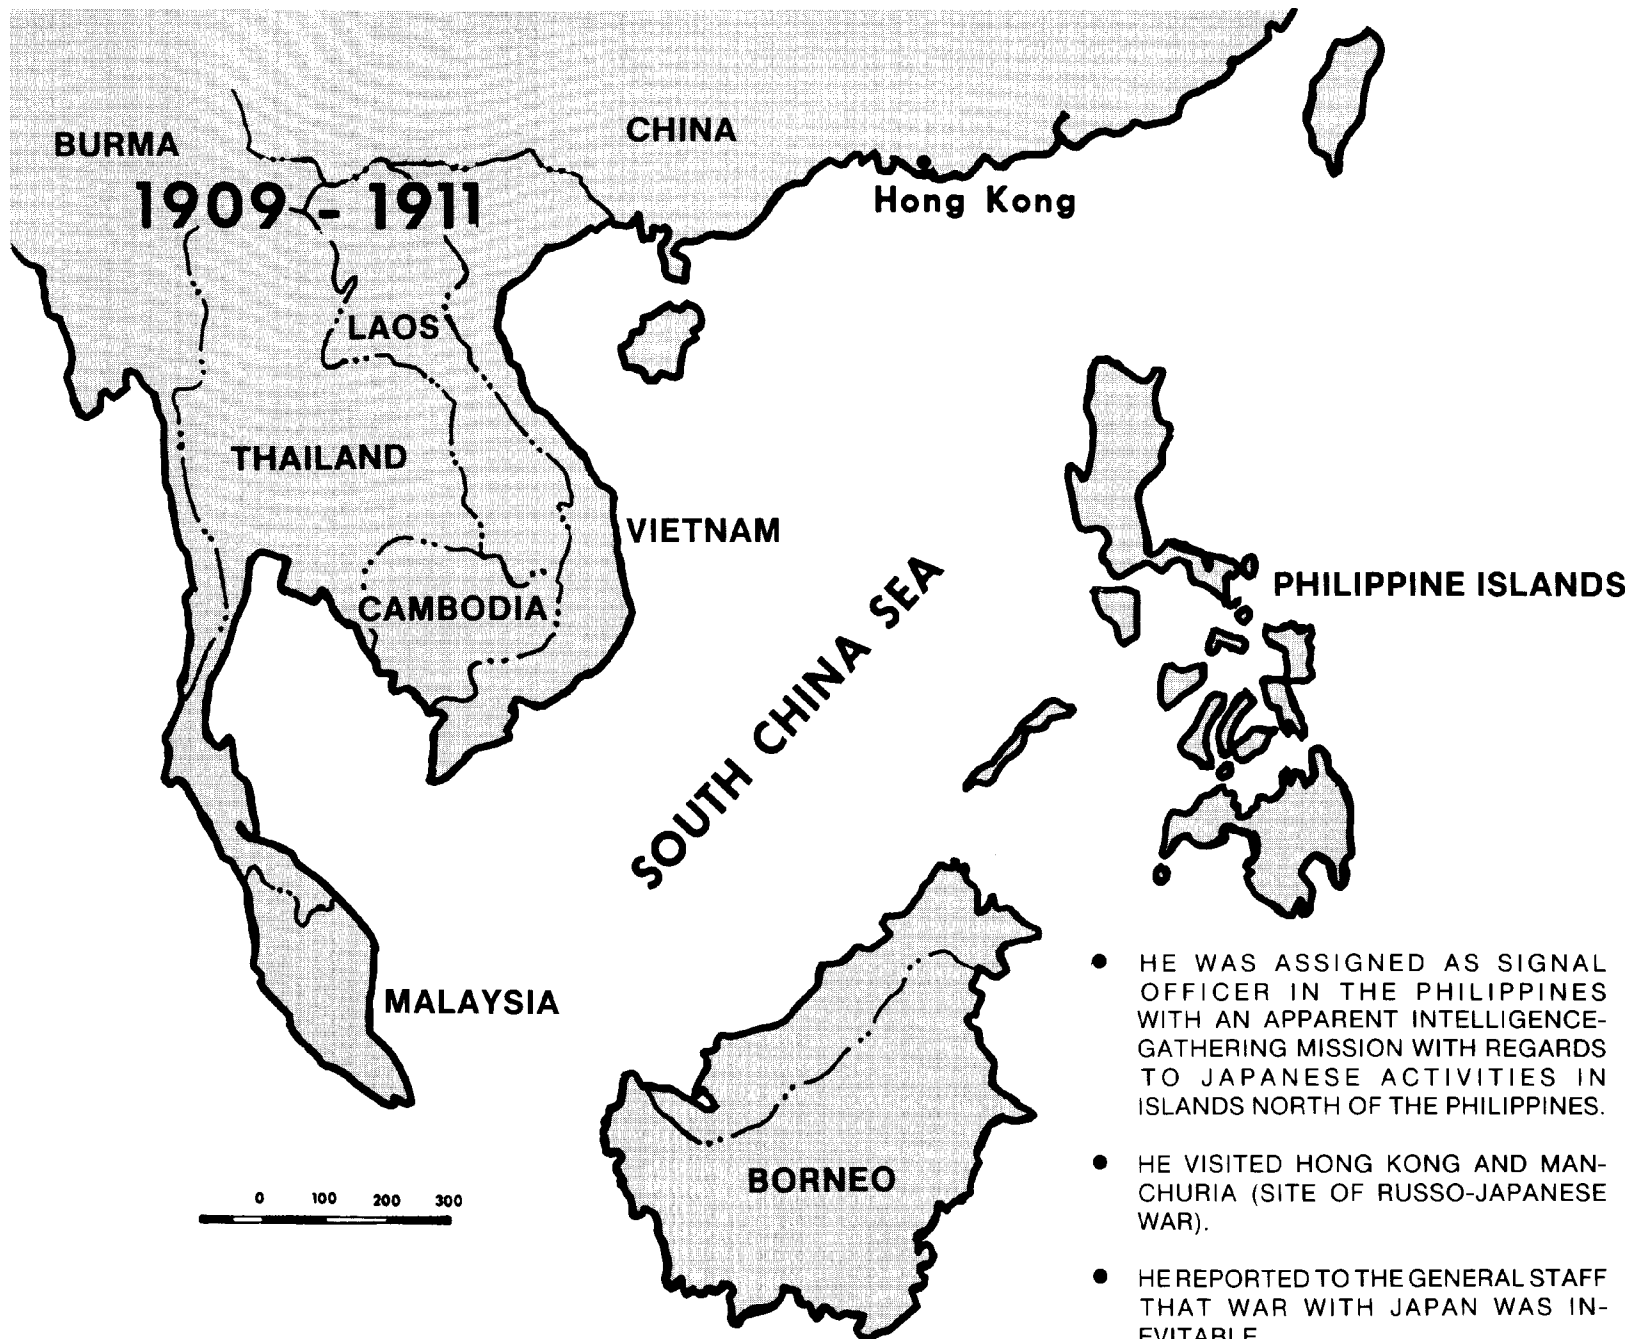 BURMA
CHINA
1909 - 1911
Hong Kong
LAOS
THAILAND
VIETNAM
PHILIPPINE ISLANDS
CAMBODIA
SOUTH CHINA SEA
MALAYSIA
BORNEO
0 100 200 300
● HE WAS ASSIGNED AS SIGNAL
OFFICER IN THE PHILIPPINES
WITH AN APPARENT INTELLIGENCE-
GATHERING MISSION WITH REGARDS
TO JAPANESE ACTIVITIES IN
ISLANDS NORTH OF THE PHILIPPINES.
● HE VISITED HONG KONG AND MAN-
CHURIA (SITE OF RUSSO-JAPANESE
WAR).
● HE REPORTED TO THE GENERAL STAFF
THAT WAR WITH JAPAN WAS IN-
EVITABLE